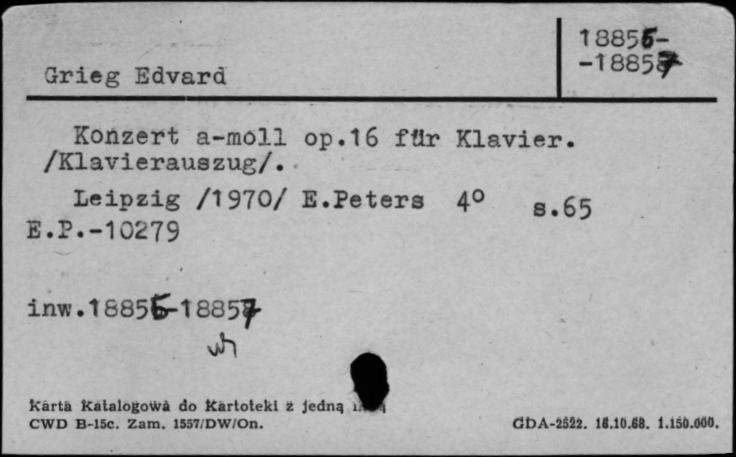 18856-
-18857
Grieg Edvard
Konzert a-moll op.16 für Klavier.
/Klavierauszug/.
Leipzig /1970/ E.Peters 4° s.65
E.P.-10279
inw.18856-18857
Karta Katalogowa do Kartoteki z jedną
CWD B-15c. Zam. 1557/DW/On.
GDA-2522. 16.10.68. 1.150.000.